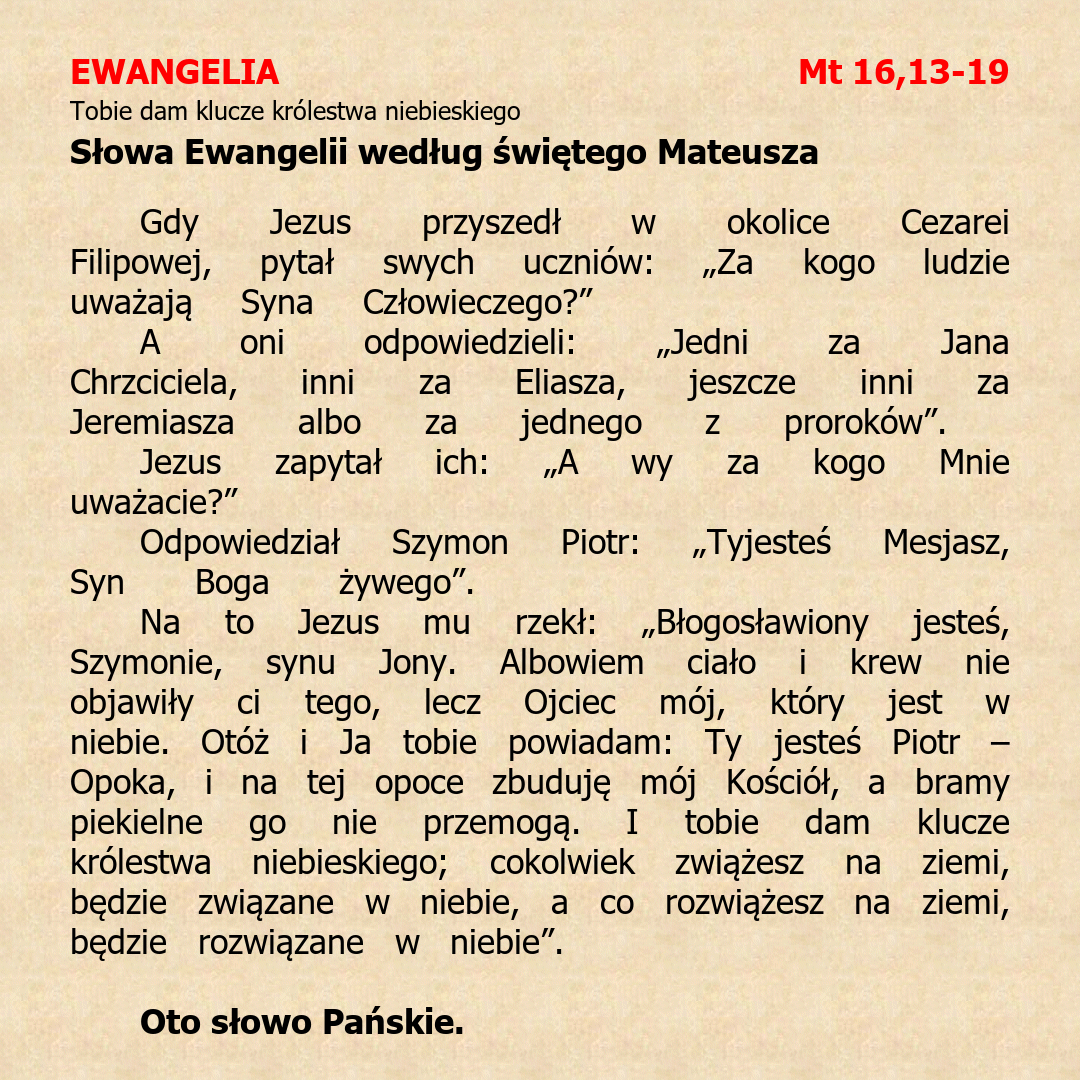 EWANGELIA Mt 16,13-19
Tobie dam klucze królestwa niebieskiego
Słowa Ewangelii według świętego Mateusza
Gdy Jezus przyszedł w okolice Cezarei
Filipowej, pytał swych uczniów: „Za kogo ludzie
uważają Syna Człowieczego?”
A oni odpowiedzieli: „Jedni za Jana
Chrzciciela, inni za Eliasza, jeszcze inni za
Jeremiasza albo za jednego z proroków”.
Jezus zapytał ich: „A wy za kogo Mnie
uważacie?”
Odpowiedział Szymon Piotr: „Tyjesteś Mesjasz,
Syn Boga żywego”.
Na to Jezus mu rzekł: „Błogosławiony jesteś,
Szymonie, synu Jony. Albowiem ciało i krew nie
objawiły ci tego, lecz Ojciec mój, który jest w
niebie. Otóż i Ja tobie powiadam: Ty jesteś Piotr –
Opoka, i na tej opoce zbuduję mój Kościół, a bramy
piekielne go nie przemogą. I tobie dam klucze
królestwa niebieskiego; cokolwiek zwiążesz na ziemi,
będzie związane w niebie, a co rozwiążesz na ziemi,
będzie rozwiązane w niebie”.
Oto słowo Pańskie.